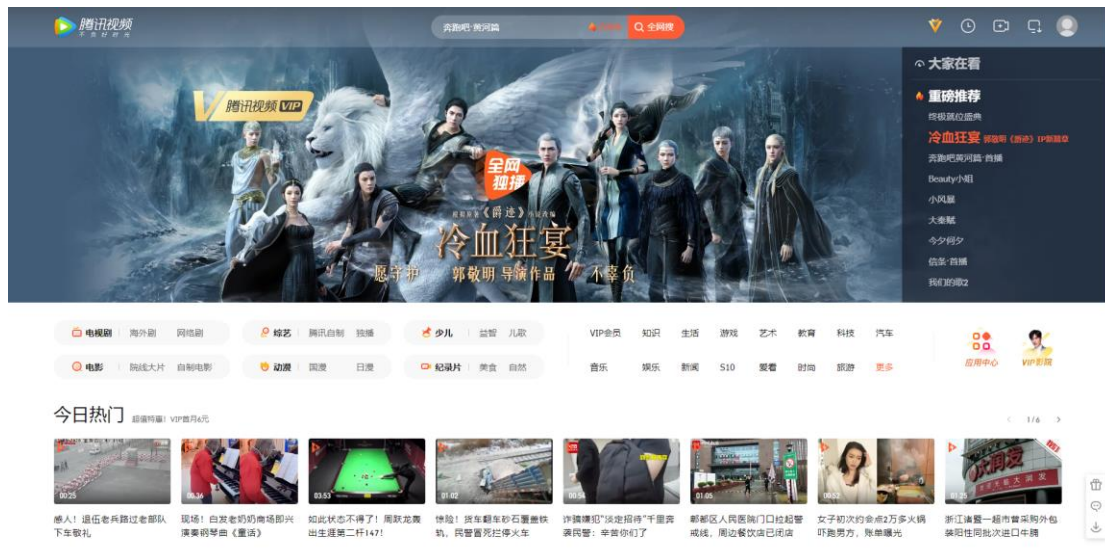 腾讯视频
不负好时光
奔跑吧·黄河篇
全网搜
大家在看
重磅推荐
终极就位盛典
冷血狂宴 郭敬明《爵迹》IP新篇章
奔跑吧黄河篇·首播
Beauty小姐
小风暴
大秦赋
今夕何夕
信条·首播
我们的歌2
腾讯视频 VIP
全网
独播
冷血狂宴
愿守护 郭敬明 导演作品 不辜负
电视剧 海外剧 网络剧
综艺 腾讯自制 独播
少儿 益智 儿歌
VIP会员 知识 生活 游戏 艺术 教育 科技 汽车
电影 院线大片 自制电影
动漫 国漫 日漫
纪录片 美食 自然
音乐 娱乐 新闻 S10 爱看 时尚 旅游 更多
应用中心
VIP影院
今日热门 超值特惠！VIP首月6元
1/6
00:25
00:36
03:53
01:02
00:54
01:05
01:25
大润发
感人！退伍老兵路过老部队
下车敬礼
现场！白发老奶奶商场即兴
演奏钢琴曲《童话》
如此状态不得了！周跃龙轰
出生涯第二杆147！
惊险！货车翻车砂石覆盖铁
轨，民警冒死拦停火车
诈骗嫌犯"淡定招待"千里奔
袭民警：辛苦你们了
郫都区人民医院门口拉起警
戒线，周边餐饮店已闭店
女子初次约会点2万多火锅
吓跑男方，账单曝光
浙江诸暨一超市曾采购外包
装阳性同批次进口牛腩